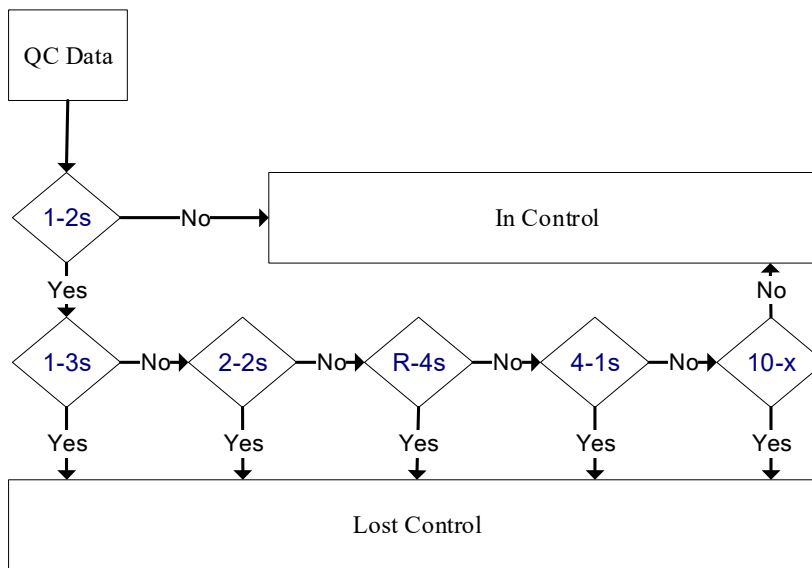 QC Data
1-2s
No
In Control
Yes
No
1-3s
No
2-2s
No
R-4s
No
4-1s
No
10-x
Yes
Yes
Yes
Yes
Yes
Lost Control